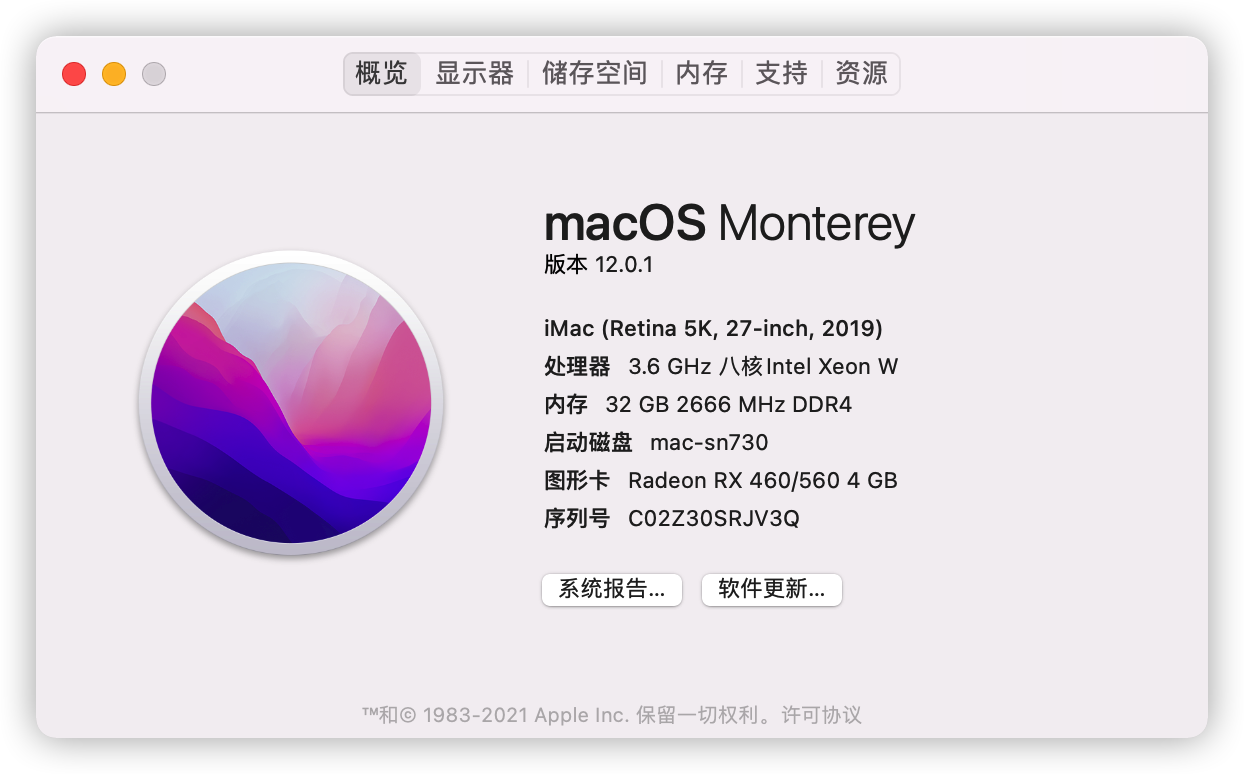 概览 显示器 储存空间 内存 支持 资源
macOS Monterey
版本 12.0.1
iMac (Retina 5K, 27-inch, 2019)
处理器 3.6 GHz 八核Intel Xeon W
内存 32 GB 2666 MHz DDR4
启动磁盘 mac-sn730
图形卡 Radeon RX 460/560 4 GB
序列号 C02Z30SRJV3Q
系统报告... 软件更新...
™和© 1983-2021 Apple Inc. 保留一切权利。许可协议